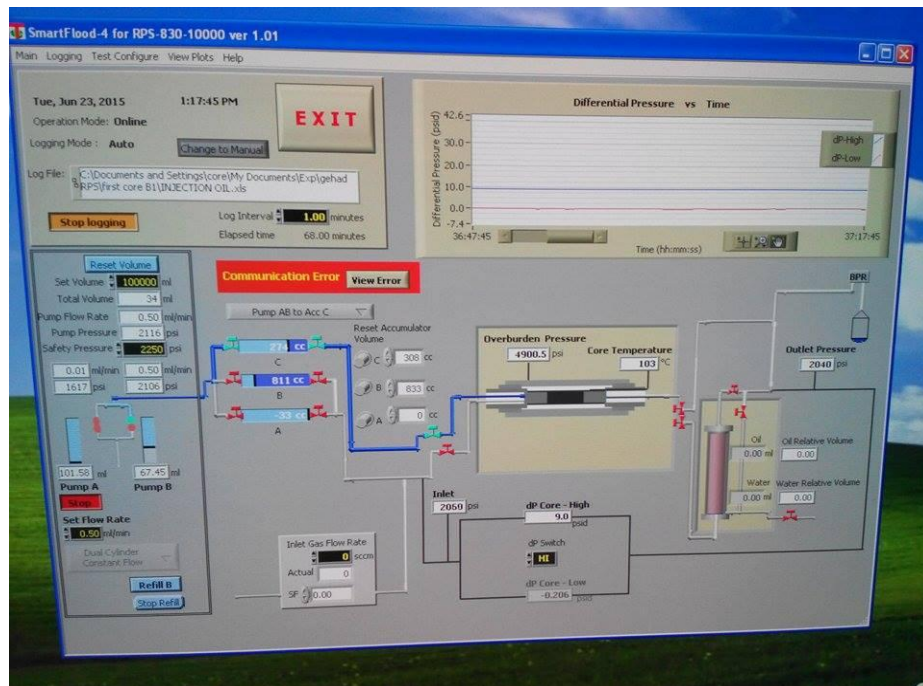 SmartFlood-4 for RPS-830-10000 ver 1.01
Main Logging Test Configure View Plots Help
Tue, Jun 23, 2015 1:17:45 PM
EXIT
Operation Mode: Online
Logging Mode : Auto
Change to Manual
Log File:
C:\Documents and Settings\core\My Documents\Exp\gehad
RPS\first core B1\INJECTION OIL.xls
Stop logging
Log Interval 1.00 minutes
Elapsed time 68.00 minutes
Differential Pressure vs Time
Differential Pressure (psid)
42.6
30.0
20.0
10.0
0.0
-7.4
dP-High
dP-Low
36:47:45
37:17:45
Time (hh:mm:ss)
Reset Volume
Set Volume 100000 ml
Total Volume 34 ml
Pump Flow Rate 0.50 ml/min
Pump Pressure 2116 psi
Safety Pressure 2250 psi
0.01 ml/min 0.50 ml/min
1617 psi 2106 psi
101.58 ml 67.45 ml
Pump A Pump B
Stop
Set Flow Rate
0.50 ml/min
Dual Cylinder
Constant Flow
Refill B
Stop Refil
Communication Error View Error
Pump AB to Acc C
Reset Accumulator
Volume
274 cc
C
811 cc
B
-33 cc
A
C 308 cc
B 833 cc
A 0 cc
Overburden Pressure
4900.5 psi
Core Temperature
103 °C
BPR
Outlet Pressure
2040 psi
Oil
0.00 ml
Oil Relative Volume
0.00
Water
0.00 ml
Water Relative Volume
0.00
Inlet
2050 psi
dP Core - High
9.0
psid
dP Switch
HI
dP Core - Low
-0.206 psid
Inlet Gas Flow Rate
0 sccm
Actual 0
SF 0.00